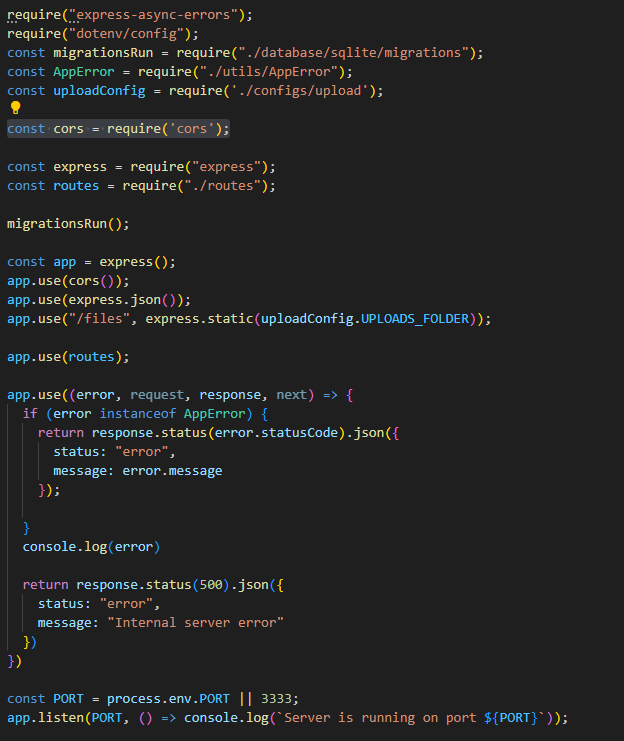 require("express-async-errors");
require("dotenv/config");
const migrationsRun = require("./database/sqlite/migrations");
const AppError = require("./utils/AppError");
const uploadConfig = require('./configs/upload');
const cors = require('cors');
const express = require("express");
const routes = require("./routes");
migrationsRun();
const app = express();
app.use(cors());
app.use(express.json());
app.use("/files", express.static(uploadConfig.UPLOADS_FOLDER));
app.use(routes);
app.use((error, request, response, next) => {
  if (error instanceof AppError) {
    return response.status(error.statusCode).json({
      status: "error",
      message: error.message
    });
  }
  console.log(error)
  return response.status(500).json({
    status: "error",
    message: "Internal server error"
  })
})
const PORT = process.env.PORT || 3333;
app.listen(PORT, () => console.log(`Server is running on port ${PORT}`));